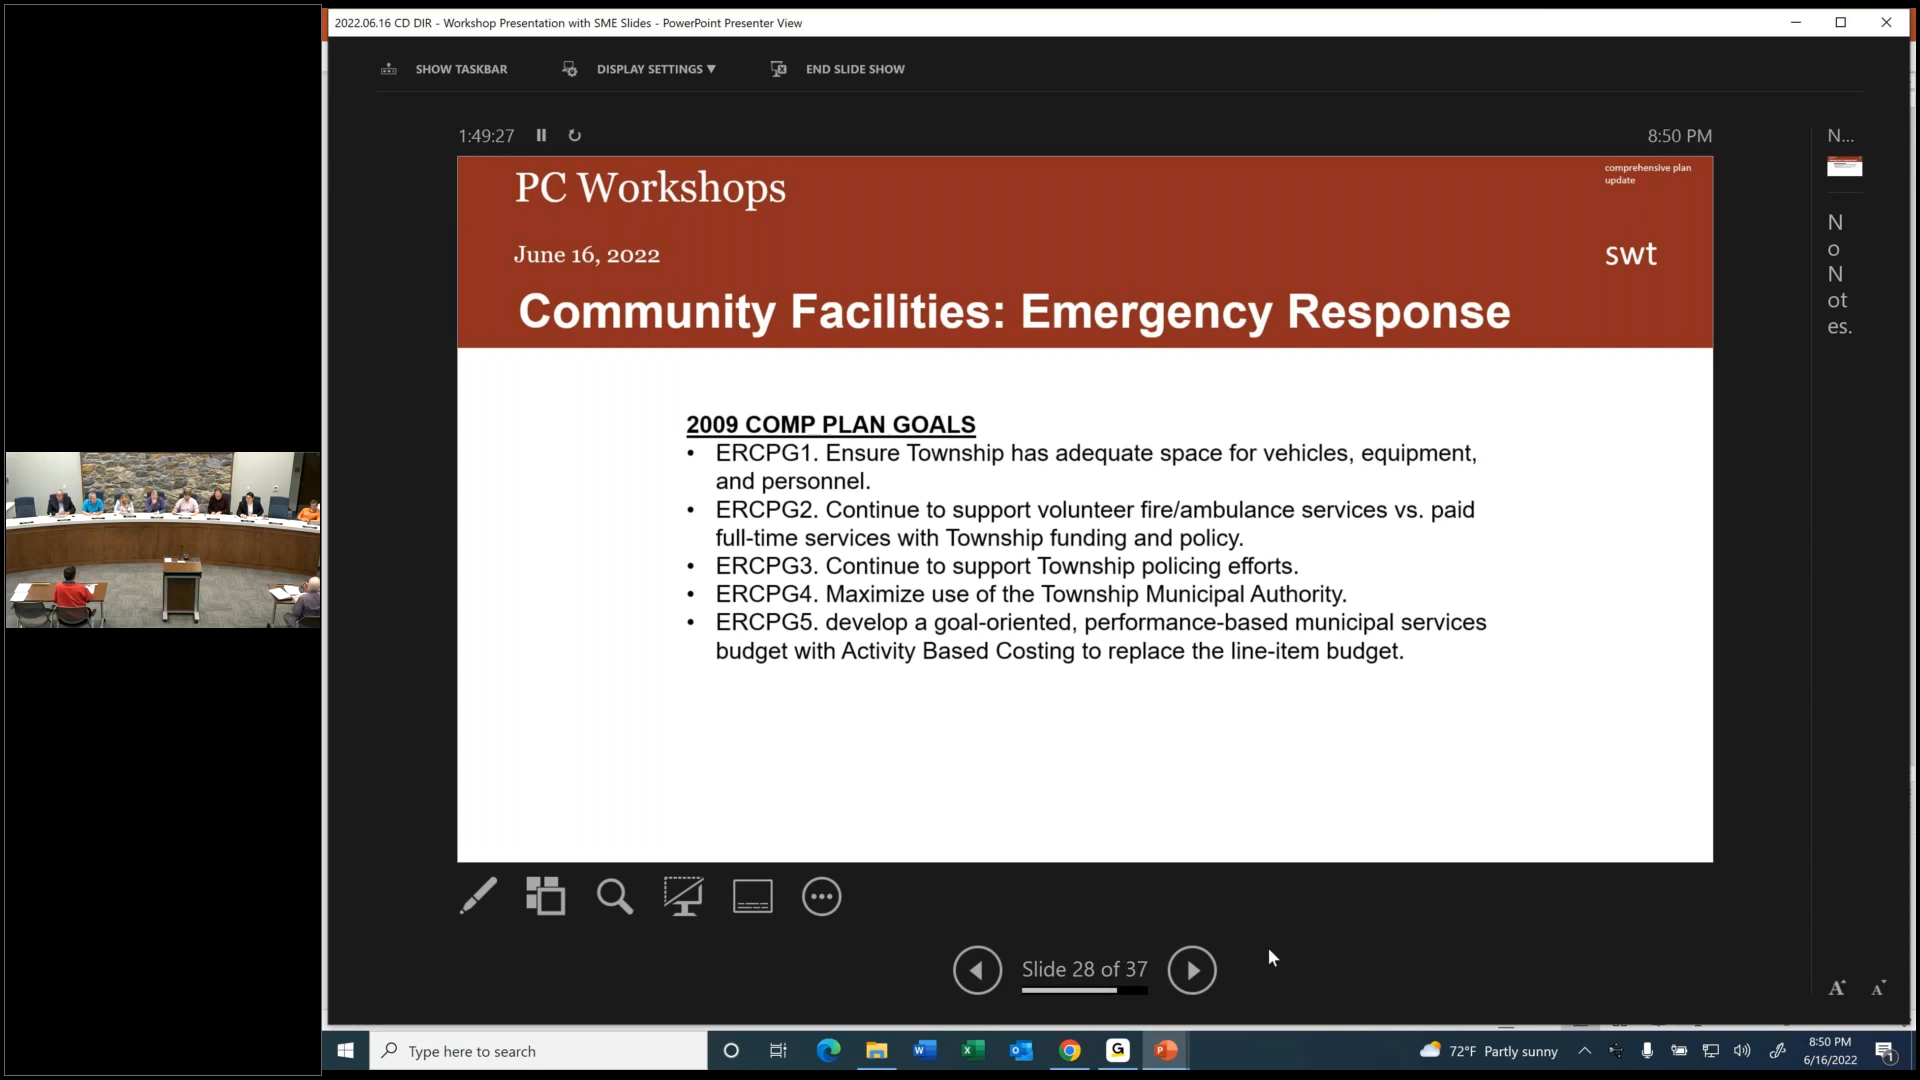 2022.06.16 CD DIR - Workshop Presentation with SME Slides - PowerPoint Presenter View
SHOW TASKBAR
DISPLAY SETTINGS ▼
END SLIDE SHOW
1:49:27
8:50 PM
N...
PC Workshops
comprehensive plan
update
June 16, 2022
swt
Community Facilities: Emergency Response
N
o
N
ot
es.
2009 COMP PLAN GOALS
• ERCPG1. Ensure Township has adequate space for vehicles, equipment,
and personnel.
• ERCPG2. Continue to support volunteer fire/ambulance services vs. paid
full-time services with Township funding and policy.
• ERCPG3. Continue to support Township policing efforts.
• ERCPG4. Maximize use of the Township Municipal Authority.
• ERCPG5. develop a goal-oriented, performance-based municipal services
budget with Activity Based Costing to replace the line-item budget.
Slide 28 of 37
A A
Type here to search
72°F Partly sunny
8:50 PM
6/16/2022
1